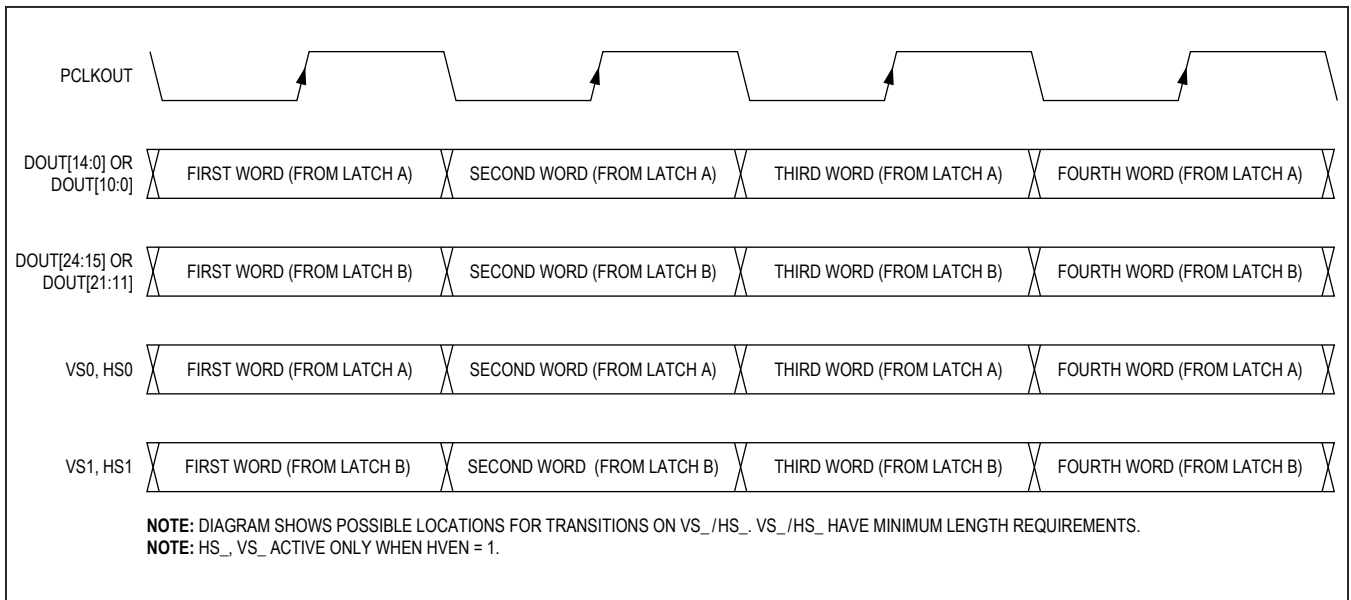 PCLKOUT
DOUT[14:0] OR
DOUT[10:0]
FIRST WORD (FROM LATCH A)
SECOND WORD (FROM LATCH A)
THIRD WORD (FROM LATCH A)
FOURTH WORD (FROM LATCH A)
DOUT[24:15] OR
DOUT[21:11]
FIRST WORD (FROM LATCH B)
SECOND WORD (FROM LATCH B)
THIRD WORD (FROM LATCH B)
FOURTH WORD (FROM LATCH B)
VS0, HS0
FIRST WORD (FROM LATCH A)
SECOND WORD (FROM LATCH A)
THIRD WORD (FROM LATCH A)
FOURTH WORD (FROM LATCH A)
VS1, HS1
FIRST WORD (FROM LATCH B)
SECOND WORD (FROM LATCH B)
THIRD WORD (FROM LATCH B)
FOURTH WORD (FROM LATCH B)
NOTE: DIAGRAM SHOWS POSSIBLE LOCATIONS FOR TRANSITIONS ON VS_/HS_. VS_/HS_ HAVE MINIMUM LENGTH REQUIREMENTS.
NOTE: HS_, VS_ ACTIVE ONLY WHEN HVEN = 1.